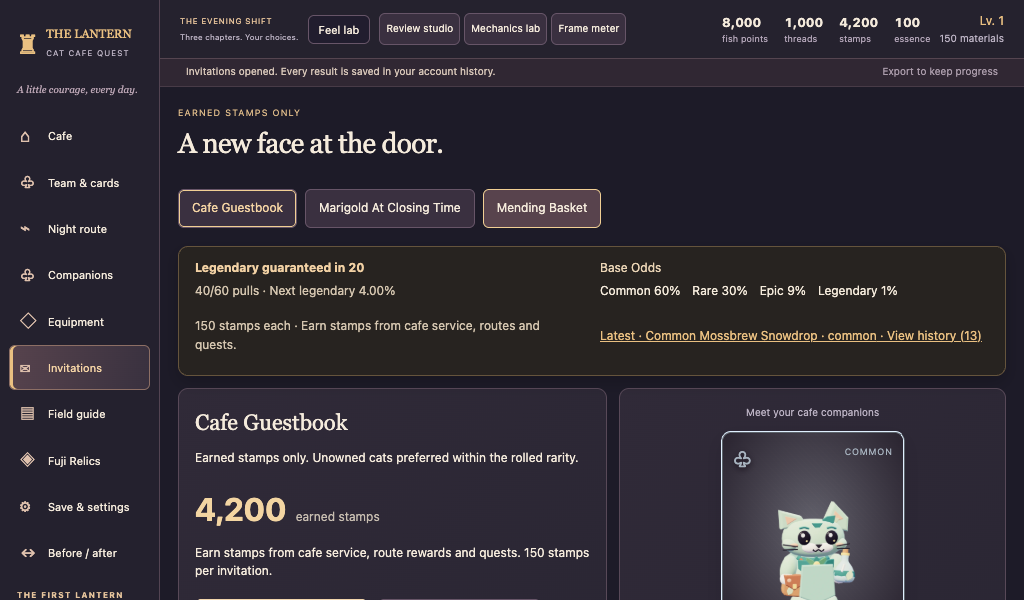 THE LANTERN
CAT CAFE QUEST
A little courage, every day.
Cafe
Team & cards
Night route
Companions
Equipment
Invitations
Field guide
Fuji Relics
Save & settings
Before / after
THE FIRST LANTERN
THE EVENING SHIFT
Three chapters. Your choices.
Feel lab
Review studio
Mechanics lab
Frame meter
8,000
fish points
1,000
threads
4,200
stamps
100
essence
Lv. 1
150 materials
Invitations opened. Every result is saved in your account history.
Export to keep progress
EARNED STAMPS ONLY
A new face at the door.
Cafe Guestbook
Marigold At Closing Time
Mending Basket
Legendary guaranteed in 20
40/60 pulls · Next legendary 4.00%
150 stamps each · Earn stamps from cafe service, routes and
quests.
Base Odds
Common 60% Rare 30% Epic 9% Legendary 1%
Latest · Common Mossbrew Snowdrop · common · View history (13)
Cafe Guestbook
Earned stamps only. Unowned cats preferred within the rolled rarity.
4,200 earned stamps
Earn stamps from cafe service, route rewards and quests. 150 stamps
per invitation.
Meet your cafe companions
COMMON